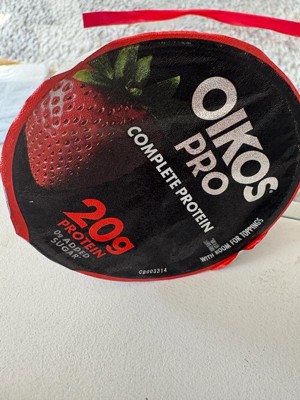 OIKOS
PRO
COMPLETE PROTEIN
20g
PROTEIN
0g ADDED
SUGAR
WITH ROOM FOR TOPPINGS